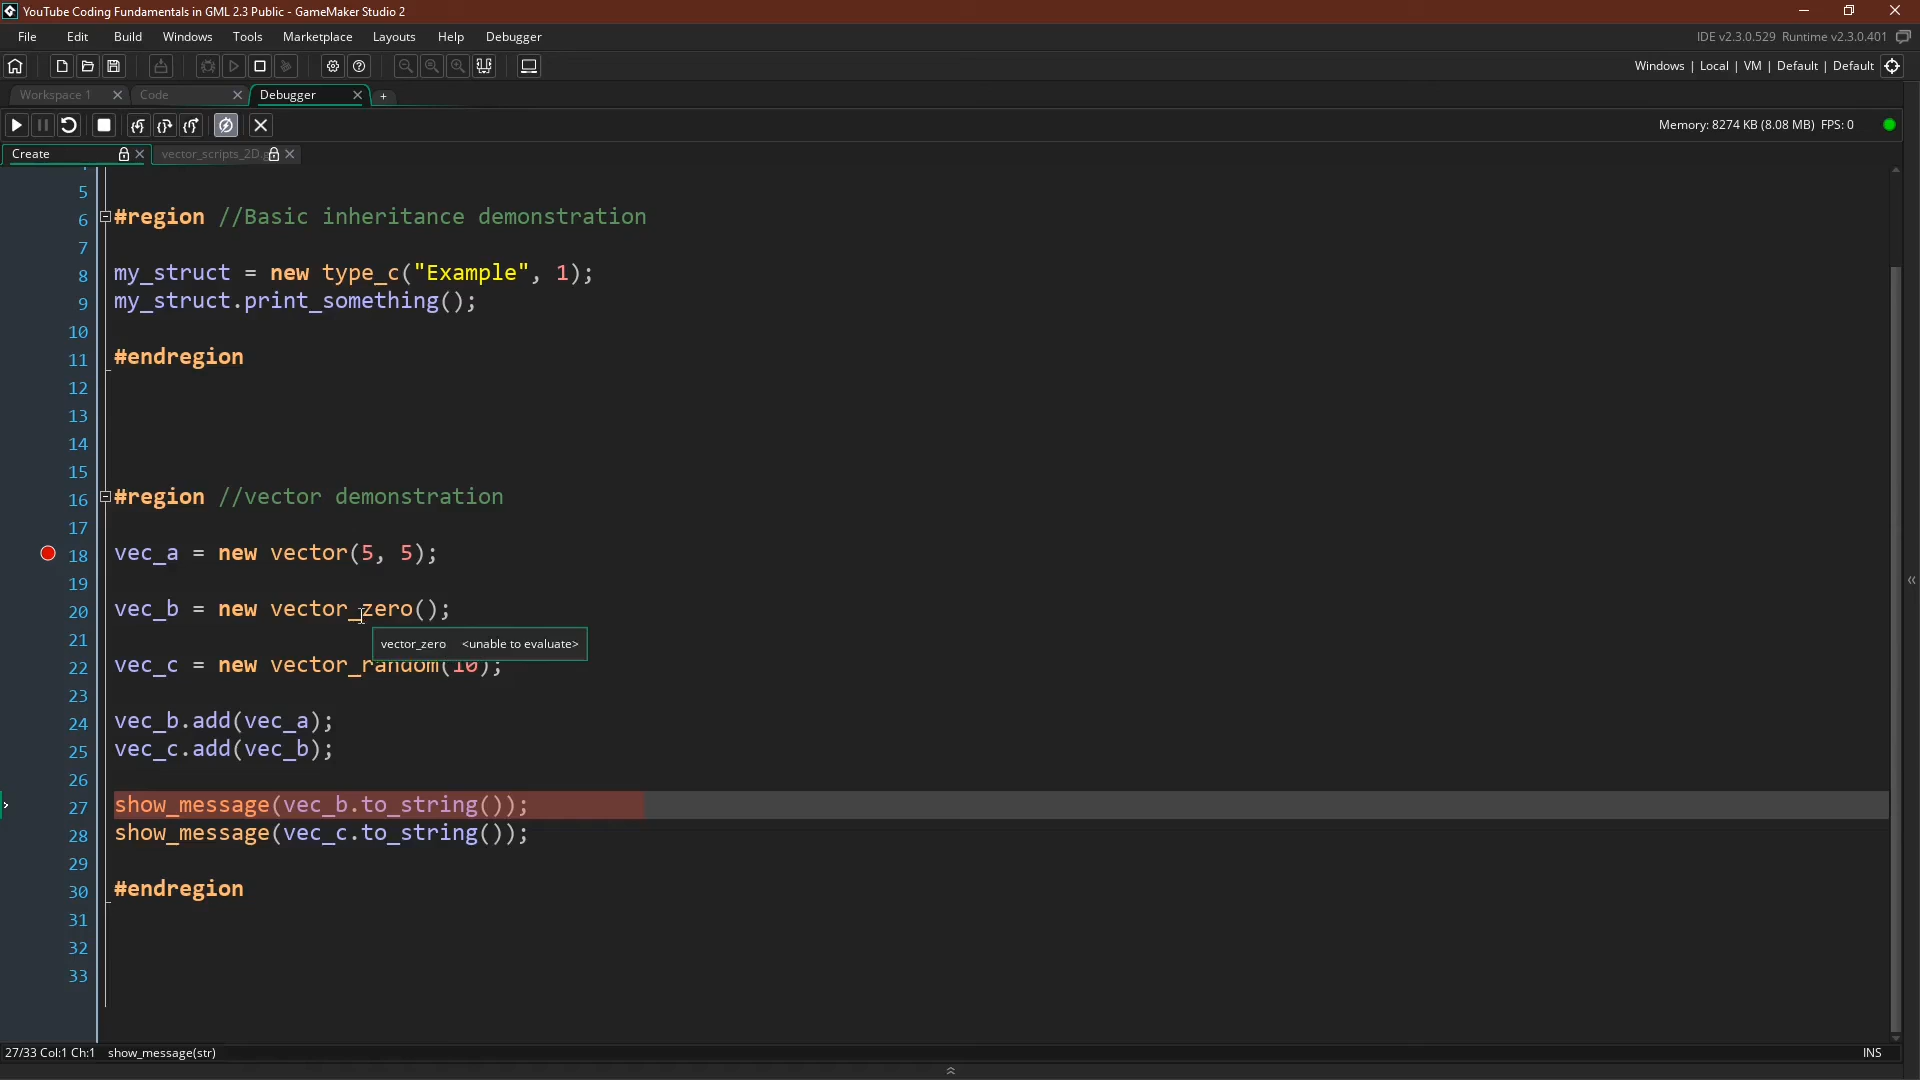 YouTube Coding Fundamentals in GML 2.3 Public - GameMaker Studio 2
File Edit Build Windows Tools Marketplace Layouts Help Debugger
IDE v2.3.0.529 Runtime v2.3.0.401
Windows | Local | VM | Default | Default
Workspace 1 Code Debugger
Memory: 8274 KB (8.08 MB) FPS: 0
Create vector_scripts_2D.g
5
6 #region //Basic inheritance demonstration
7
8 my_struct = new type_c("Example", 1);
9 my_struct.print_something();
10
11 #endregion
12
13
14
15
16 #region //vector demonstration
17
18 vec_a = new vector(5, 5);
19
20 vec_b = new vector_zero();
21
vector_zero <unable to evaluate>
22 vec_c = new vector_random(10);
23
24 vec_b.add(vec_a);
25 vec_c.add(vec_b);
26
27 show_message(vec_b.to_string());
28 show_message(vec_c.to_string());
29
30 #endregion
31
32
33
27/33 Col:1 Ch:1 show_message(str)
INS